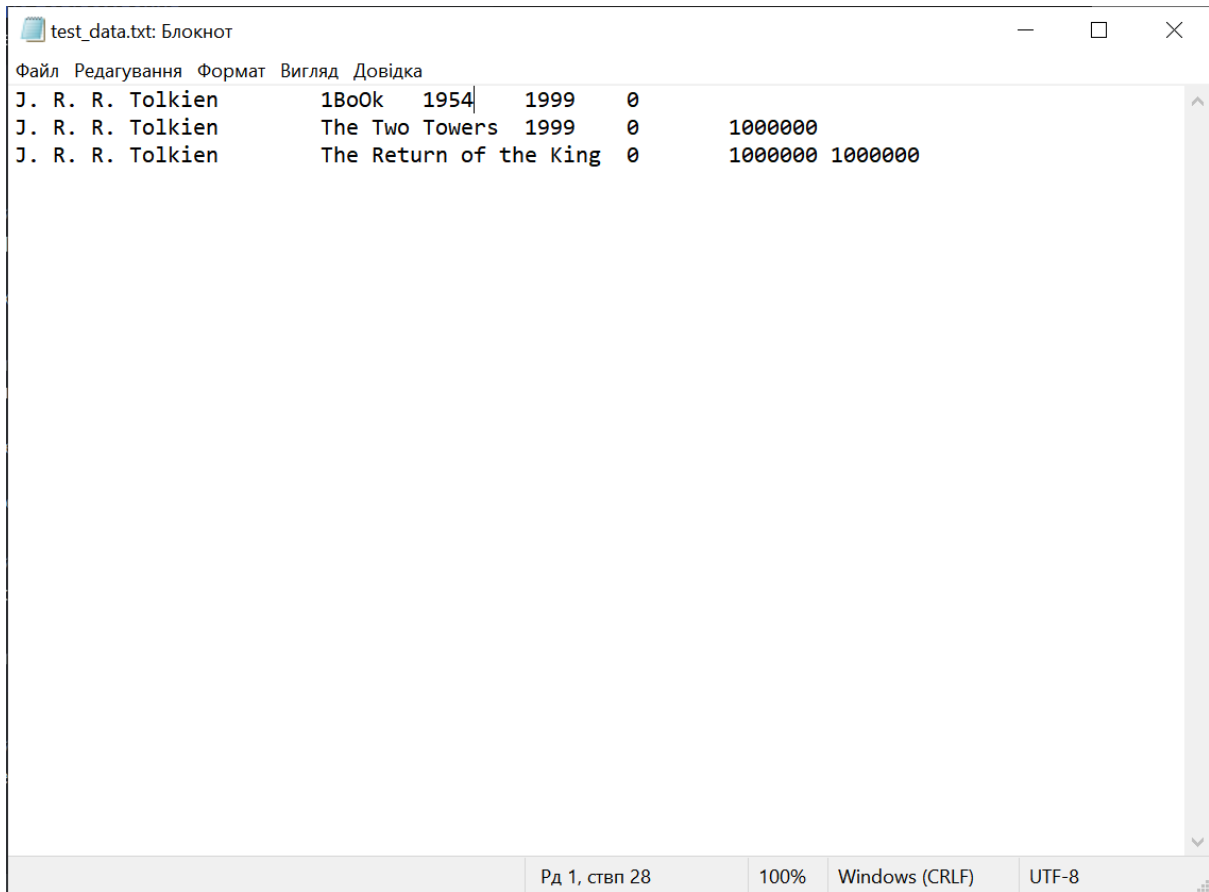 test_data.txt: Блокнот
Файл Редагування Формат Вигляд Довідка
J. R. R. Tolkien 1BoOk 1954 1999 0
J. R. R. Tolkien The Two Towers 1999 0 1000000
J. R. R. Tolkien The Return of the King 0 1000000 1000000
Рд 1, ствп 28 100% Windows (CRLF) UTF-8